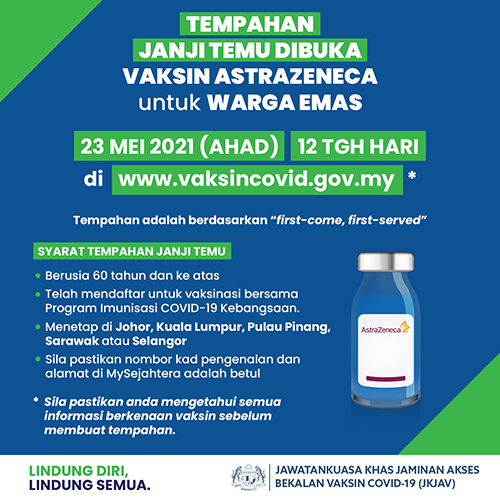 TEMPAHAN
JANJI TEMU DIBUKA
VAKSIN ASTRAZENECA
untuk WARGA EMAS
23 MEI 2021 (AHAD) 12 TGH HARI
di www.vaksincovid.gov.my *
Tempahan adalah berdasarkan “first-come, first-served”
SYARAT TEMPAHAN JANJI TEMU
• Berusia 60 tahun dan ke atas
• Telah mendaftar untuk vaksinasi bersama
Program Imunisasi COVID-19 Kebangsaan.
• Menetap di Johor, Kuala Lumpur, Pulau Pinang,
Sarawak atau Selangor
• Sila pastikan nombor kad pengenalan dan
alamat di MySejahtera adalah betul
* Sila pastikan anda mengetahui semua
informasi berkenaan vaksin sebelum
membuat tempahan.
AstraZeneca
LINDUNG DIRI,
LINDUNG SEMUA.
JAWATANKUASA KHAS JAMINAN AKSES
BEKALAN VAKSIN COVID-19 (JKJAV)